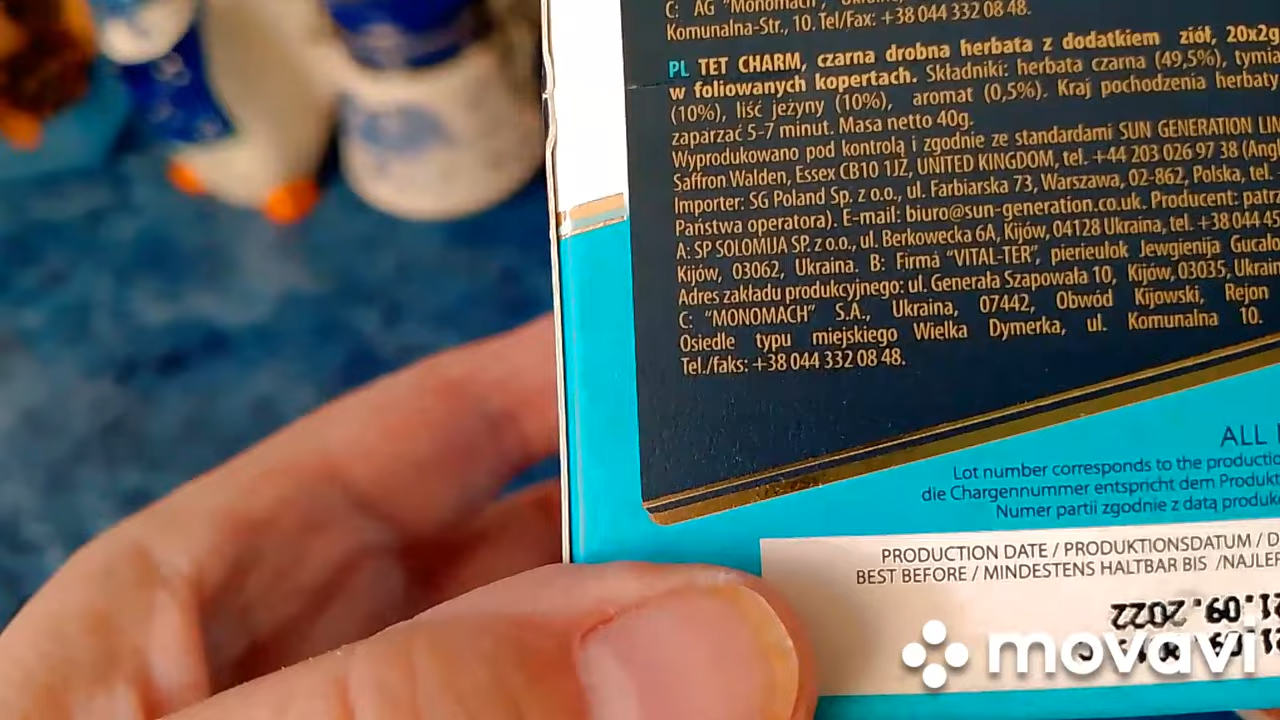 C: AG "Monomach",
Komunalna-Str., 10. Tel/Fax: +38 044 332 08 48.
PL TET CHARM, czarna drobna herbata z dodatkiem ziół, 20x2g
w foliowanych kopertach. Składniki: herbata czarna (49,5%), tymia
(10%), liść jeżyny (10%), aromat (0,5%). Kraj pochodzenia herbaty
zaparzać 5-7 minut. Masa netto 40g.
Wyprodukowano pod kontrolą i zgodnie ze standardami SUN GENERATION LIM
Saffron Walden, Essex CB10 1JZ, UNITED KINGDOM, tel. +44 203 026 97 38 (Angl
Importer: SG Poland Sp. z o.o., ul. Farbiarska 73, Warszawa, 02-862, Polska, tel.
Państwa operatora). E-mail: biuro@sun-generation.co.uk. Producent: patrz
A: SP SOLOMIJA SP. z o.o., ul. Berkowecka 6A, Kijów, 04128 Ukraina, tel. +38 044 45
Kijów, 03062, Ukraina. B: Firma "VITAL-TER", pierieulok Jewgienija Gucało
Adres zakładu produkcyjnego: ul. Generała Szapowała 10, Kijów, 03035, Ukrain
C: "MONOMACH" S.A., Ukraina, 07442, Obwód Kijowski, Rejon
Osiedle typu miejskiego Wielka Dymerka, ul. Komunalna 10.
Tel./faks: +38 044 332 08 48.
ALL
Lot number corresponds to the productio
die Chargennummer entspricht dem Produkt
Numer partii zgodnie z datą produk
PRODUCTION DATE / PRODUKTIONSDATUM / D
BEST BEFORE / MINDESTENS HALTBAR BIS /NAJLEP
21.09.2022
movavi